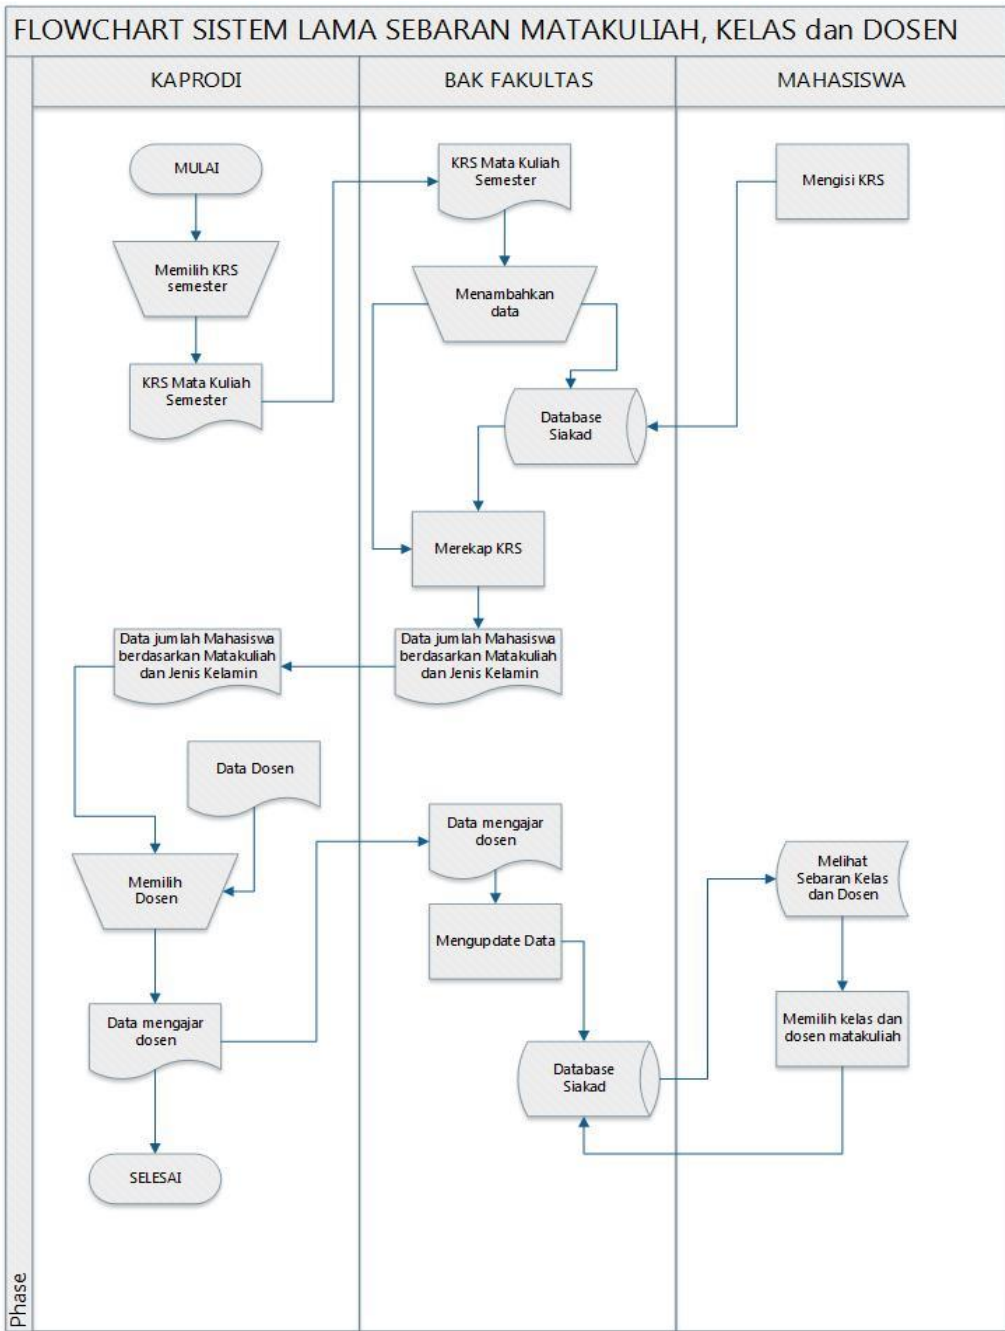 FLOWCHART SISTEM LAMA SEBARAN MATAKULIAH, KELAS dan DOSEN
KAPRODI
BAK FAKULTAS
MAHASISWA
MULAI
KRS Mata Kuliah
Semester
Mengisi KRS
Memilih KRS
semester
Menambahkan
data
KRS Mata Kuliah
Semester
Database
Siakad
Merekap KRS
Data jumlah Mahasiswa
berdasarkan Matakuliah
dan Jenis Kelamin
Data jumlah Mahasiswa
berdasarkan Matakuliah
dan Jenis Kelamin
Data Dosen
Data mengajar
dosen
Memilih
Dosen
Melihat
Sebaran Kelas
dan Dosen
Mengupdate Data
Data mengajar
dosen
Memilih kelas dan
dosen matakuliah
Database
Siakad
SELESAI
Phase